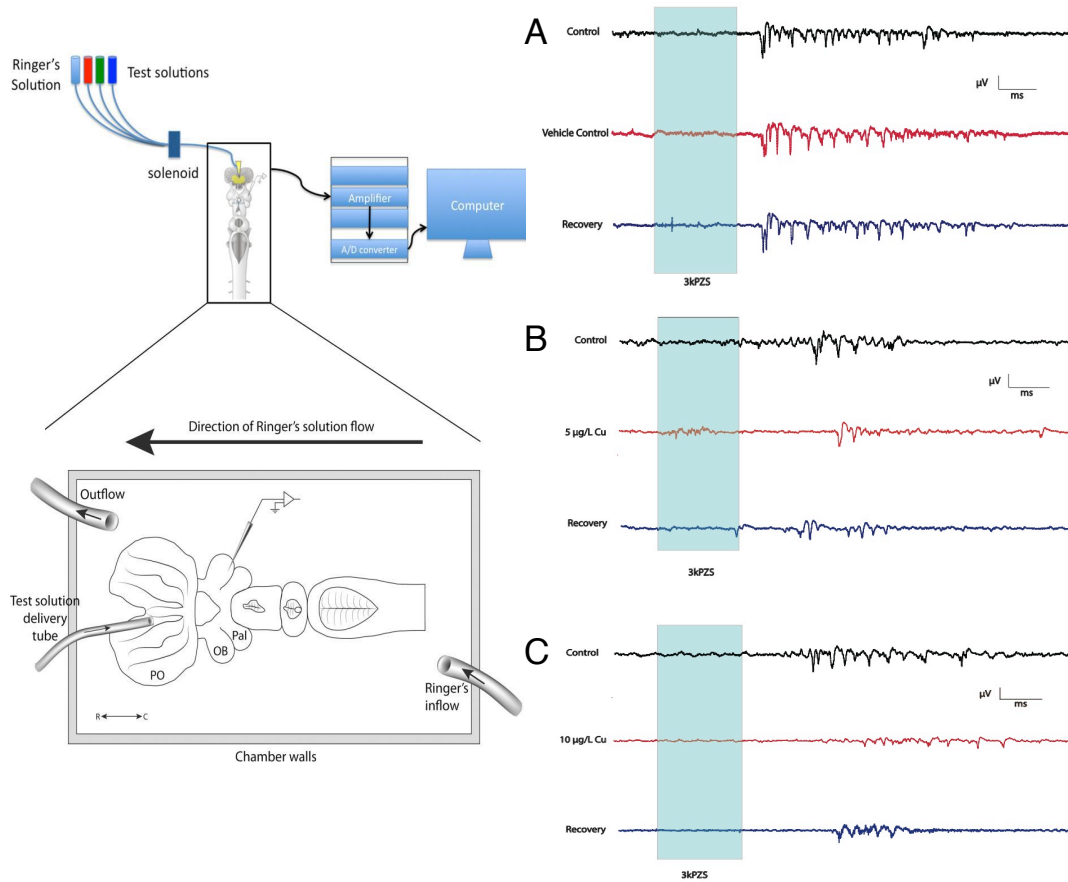 Ringer's
Solution
Test solutions
solenoid
Amplifier
A/D converter
Computer
Direction of Ringer's solution flow
Outflow
Test solution
delivery
tube
PO
OB
Pal
R
C
Ringer's
inflow
Chamber walls
A
Control
µV
ms
Vehicle Control
Recovery
3kPZS
B
Control
µV
ms
5 µg/L Cu
Recovery
3kPZS
C
Control
µV
ms
10 µg/L Cu
Recovery
3kPZS